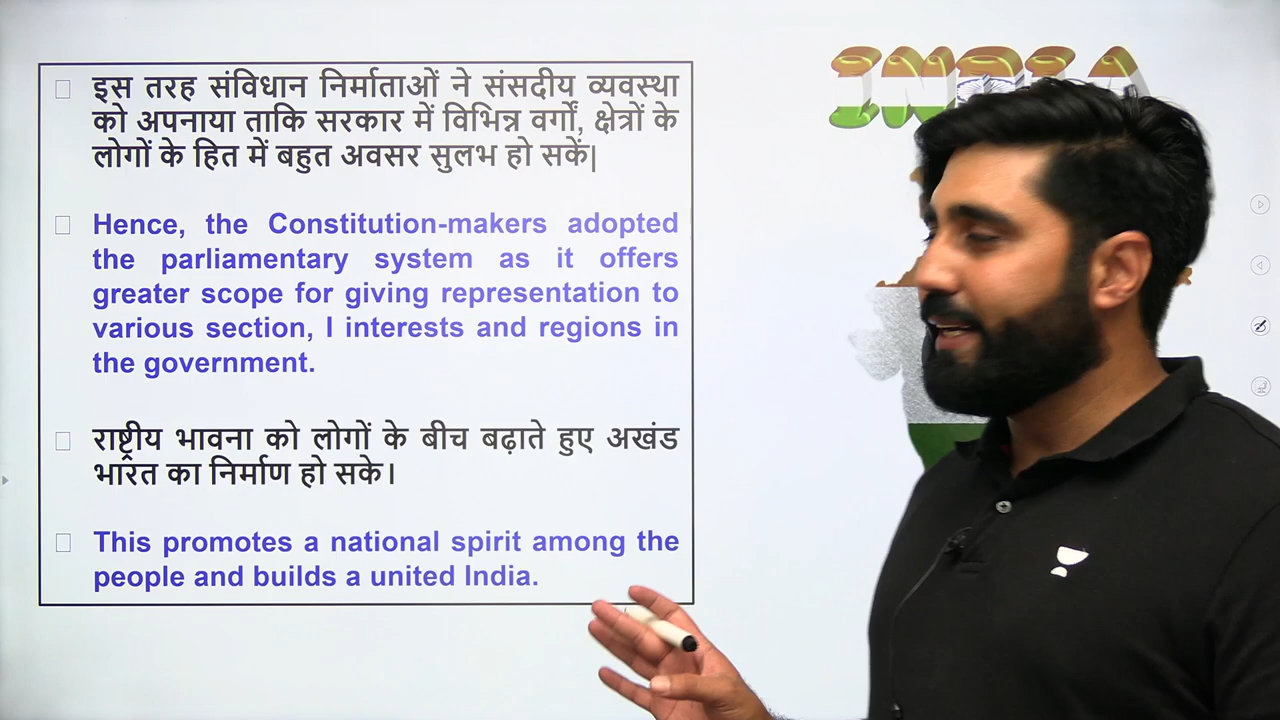 INDIA
इस तरह संविधान निर्माताओं ने संसदीय व्यवस्था
को अपनाया ताकि सरकार में विभिन्न वर्गों, क्षेत्रों के
लोगों के हित में बहुत अवसर सुलभ हो सकें|
Hence, the Constitution-makers adopted
the parliamentary system as it offers
greater scope for giving representation to
various section, I interests and regions in
the government.
राष्ट्रीय भावना को लोगों के बीच बढ़ाते हुए अखंड
भारत का निर्माण हो सके।
This promotes a national spirit among the
people and builds a united India.